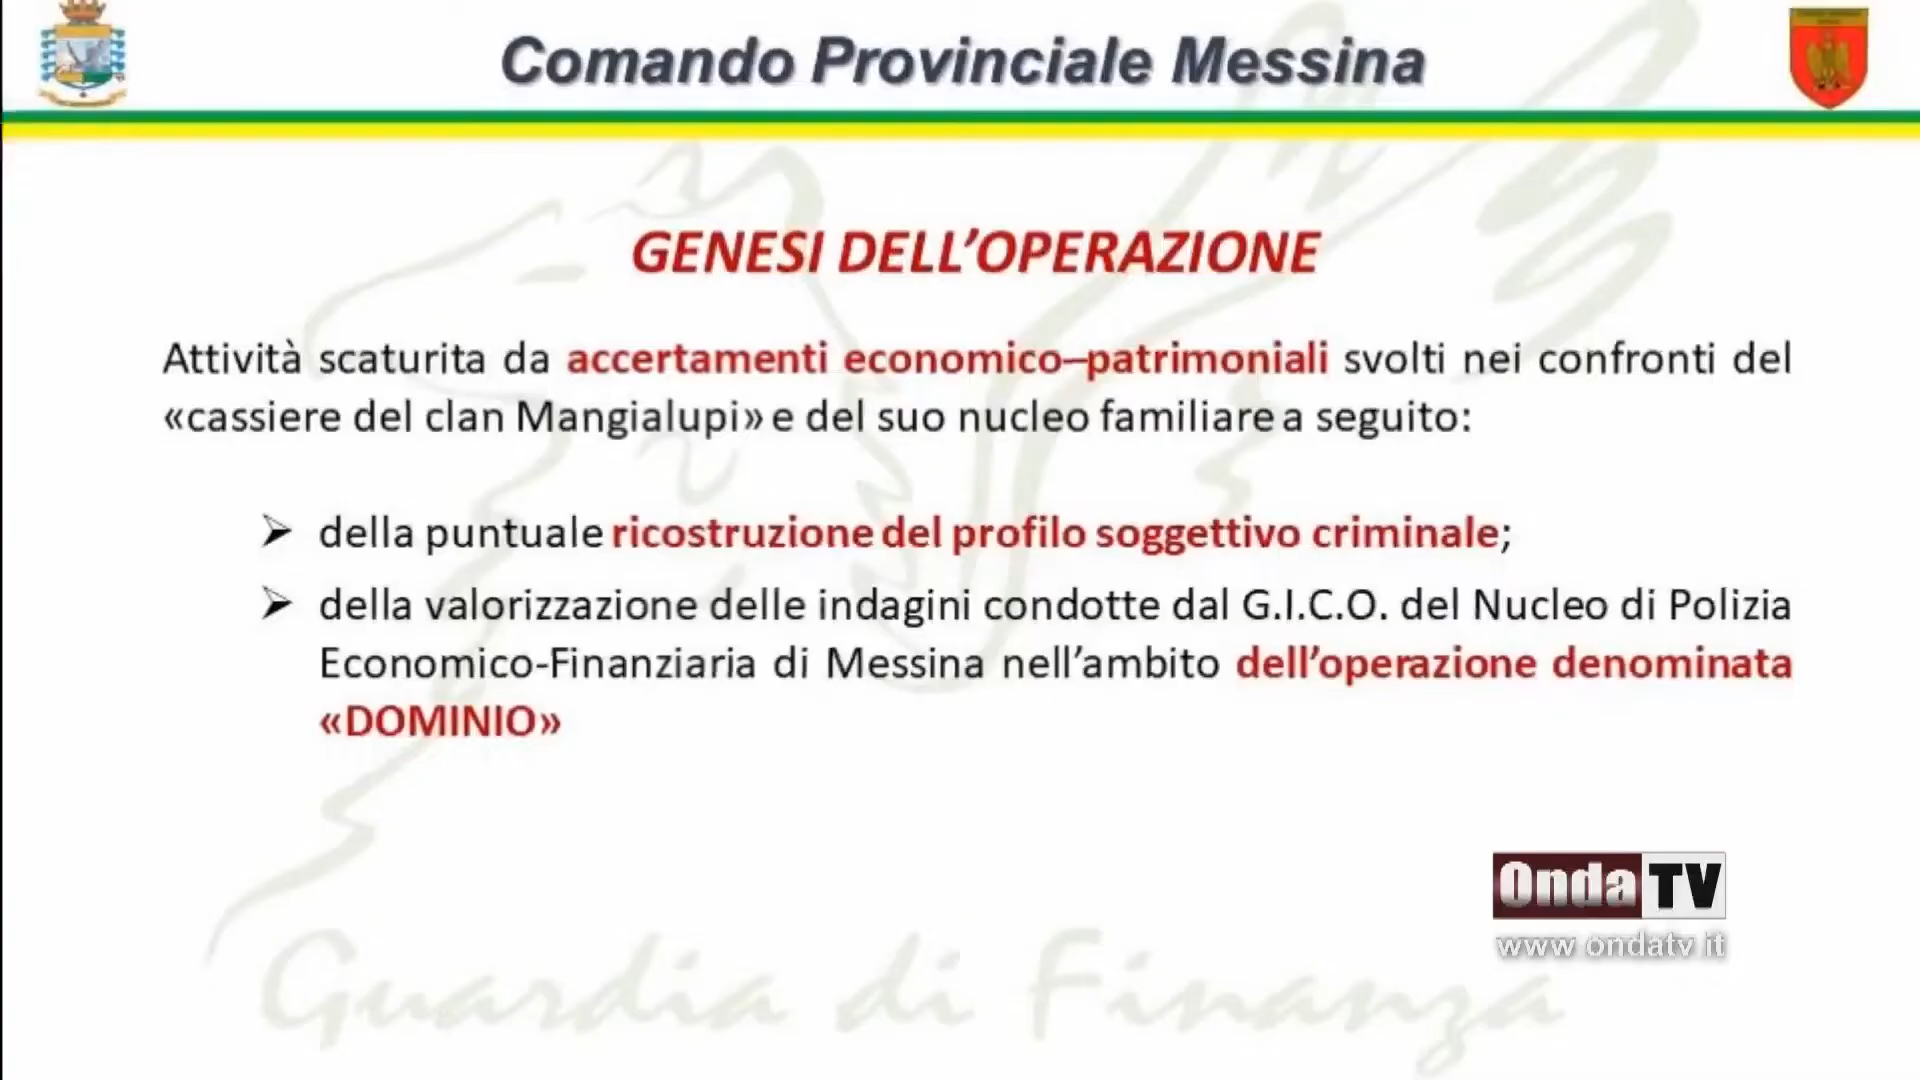 Comando Provinciale Messina
GENESI DELL’OPERAZIONE
Attività scaturita da accertamenti economico–patrimoniali svolti nei confronti del
«cassiere del clan Mangialupi» e del suo nucleo familiare a seguito:
➢ della puntuale ricostruzione del profilo soggettivo criminale;
➢ della valorizzazione delle indagini condotte dal G.I.C.O. del Nucleo di Polizia
Economico-Finanziaria di Messina nell’ambito dell’operazione denominata
«DOMINIO»
Onda TV
www ondatv it
Guardia di Finanza